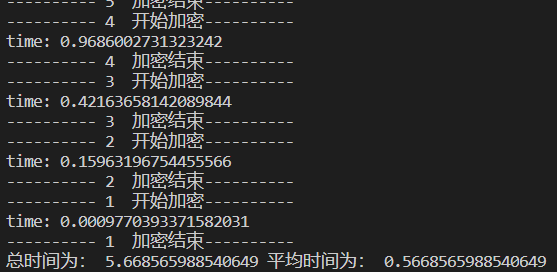 ---------- 5  加密结束----------
---------- 4  开始加密----------
time: 0.9686002731323242
---------- 4  加密结束----------
---------- 3  开始加密----------
time: 0.42163658142089844
---------- 3  加密结束----------
---------- 2  开始加密----------
time: 0.15963196754455566
---------- 2  加密结束----------
---------- 1  开始加密----------
time: 0.0009770393371582031
---------- 1  加密结束----------
总时间为： 5.668565988540649 平均时间为： 0.5668565988540649